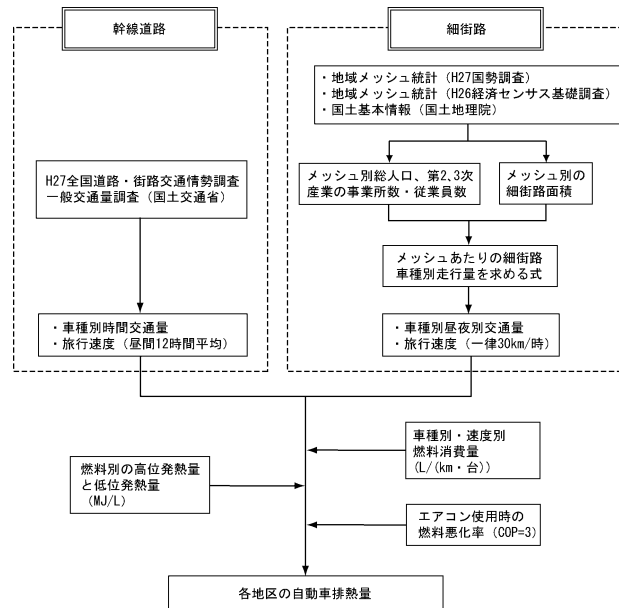 幹線道路
細街路
・地域メッシュ統計（H27国勢調査）
・地域メッシュ統計（H26経済センサス基礎調査）
・国土基本情報（国土地理院）
H27全国道路・街路交通情勢調査
一般交通量調査（国土交通省）
メッシュ別総人口、第2、3次
産業の事業所数・従業員数
メッシュ別の
細街路面積
メッシュあたりの細街路
車種別走行量を求める式
・車種別時間交通量
・旅行速度（昼間12時間平均）
・車種別昼夜別交通量
・旅行速度（一律30km/時）
車種別・速度別
燃料消費量
(L/(km・台))
燃料別の高位発熱量
と低位発熱量
（MJ/L）
エアコン使用時の
燃料悪化率（COP=3）
各地区の自動車排熱量